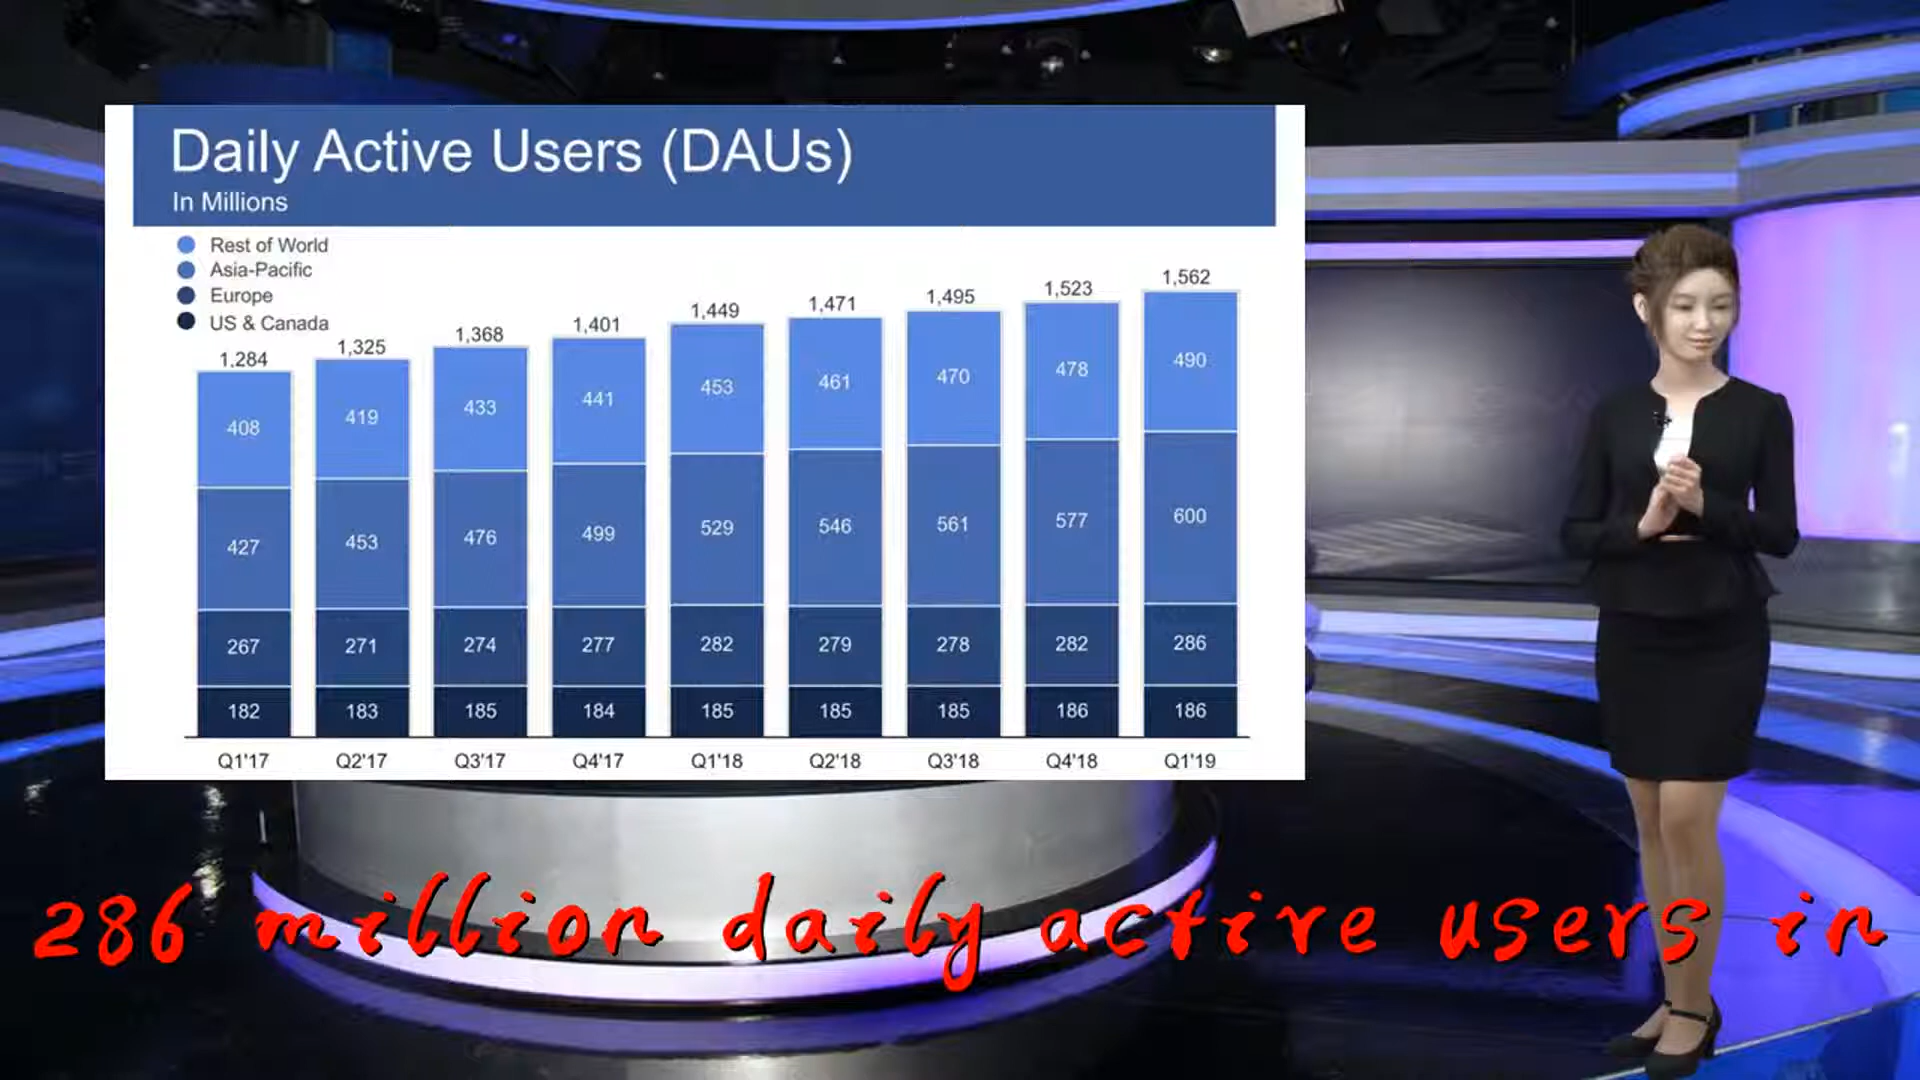 Daily Active Users (DAUs)
In Millions
Rest of World
Asia-Pacific
Europe
US & Canada
1,284 1,325 1,368 1,401 1,449 1,471 1,495 1,523 1,562
408 419 433 441 453 461 470 478 490
427 453 476 499 529 546 561 577 600
267 271 274 277 282 279 278 282 286
182 183 185 184 185 185 185 186 186
Q1'17 Q2'17 Q3'17 Q4'17 Q1'18 Q2'18 Q3'18 Q4'18 Q1'19
286 million daily active users in